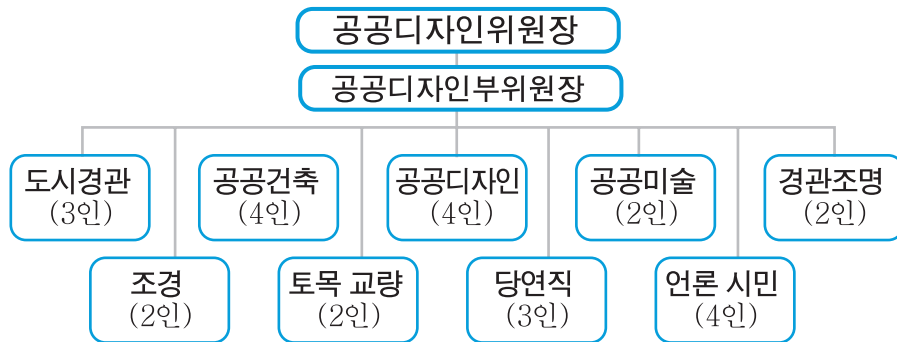 공공디자인위원장
공공디자인부위원장
도시경관
(3인)
공공건축
(4인)
공공디자인
(4인)
공공미술
(2인)
경관조명
(2인)
조경
(2인)
토목 교량
(2인)
당연직
(3인)
언론 시민
(4인)